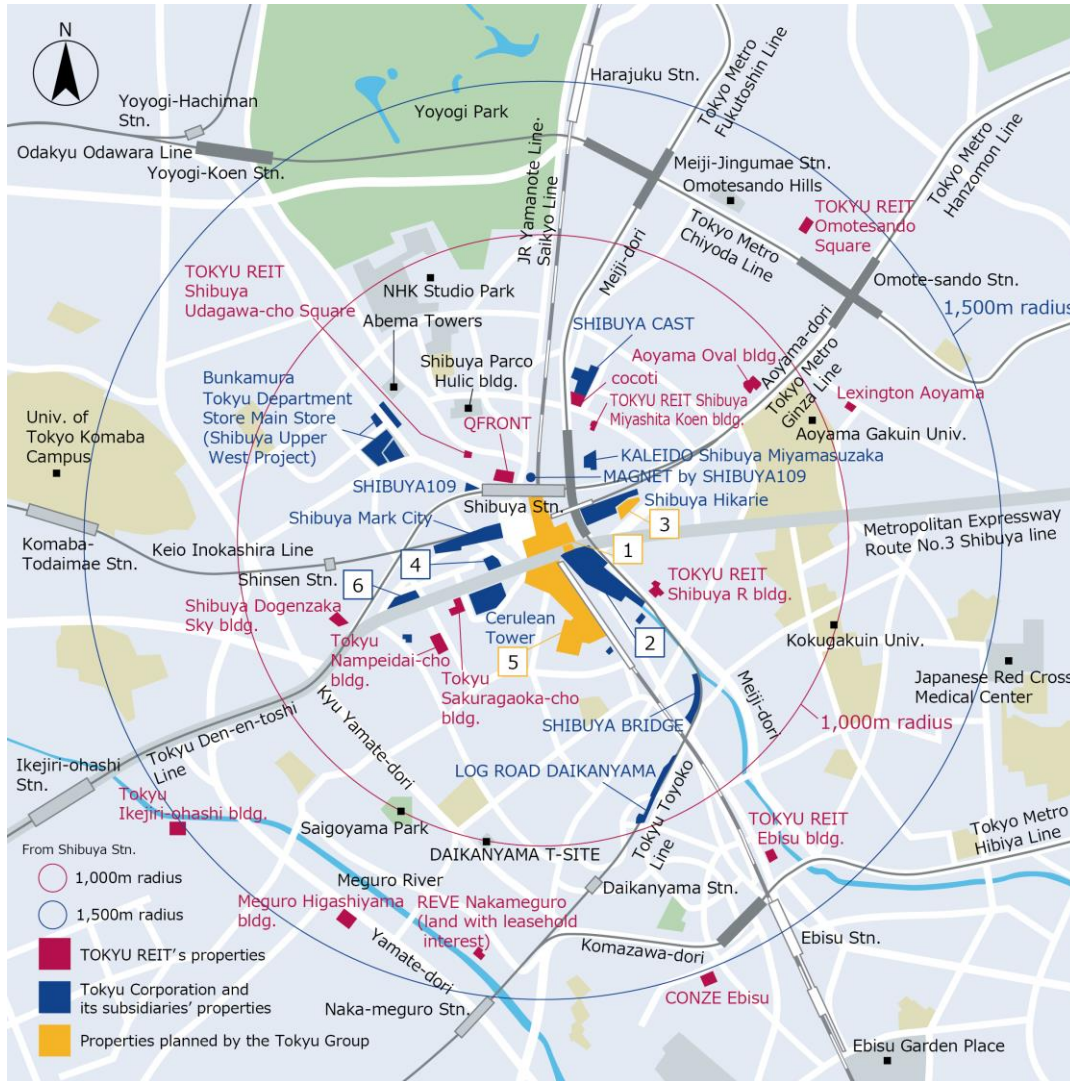 N
Harajuku Stn.
Yoyogi-Hachiman
Stn.
Yoyogi Park
Odakyu Odawara Line
Yoyogi-Koen Stn.
JR Yamanote Line·
Saikyo Line
Tokyo Metro
Fukutoshin Line
Meiji-Jingumae Stn.
Omotesando Hills
Tokyo Metro
Hanzomon Line
TOKYU REIT
Omotesando
Square
Tokyo Metro
Chiyoda Line
Meiji-dori
Omote-sando Stn.
1,500m radius
TOKYU REIT
Shibuya
Udagawa-cho Square
NHK Studio Park
Abema Towers
Shibuya Parco
Hulic bldg.
SHIBUYA CAST
Aoyama Oval bldg.
Aoyama-dori
Tokyo Metro
Ginza Line
cocoti
TOKYU REIT Shibuya
Miyashita Koen bldg.
Lexington Aoyama
Aoyama Gakuin Univ.
Bunkamura
Tokyu Department
Store Main Store
(Shibuya Upper
West Project)
Univ. of
Tokyo Komaba
Campus
QFRONT
KALEIDO Shibuya Miyamasuzaka
MAGNET by SHIBUYA109
SHIBUYA109
Shibuya Stn.
Shibuya Hikarie
3
Shibuya Mark City
Metropolitan Expressway
Route No.3 Shibuya line
Komaba-
Todaimae Stn.
Keio Inokashira Line
Shinsen Stn.
4
1
6
TOKYU REIT
Shibuya R bldg.
Shibuya Dogenzaka
Sky bldg.
Cerulean
Tower
5
2
Kokugakuin Univ.
Tokyu
Nampeidai-cho
bldg.
Tokyu
Sakuragaoka-cho
bldg.
Japanese Red Cross
Medical Center
Meiji-dori
1,000m radius
Kyu Yamate-dori
SHIBUYA BRIDGE
Tokyu Den-en-toshi
Line
Ikejiri-ohashi
Stn.
LOG ROAD DAIKANYAMA
Tokyu Toyoko
Line
Tokyu
Ikejiri-ohashi bldg.
Saigoyama Park
DAIKANYAMA T-SITE
TOKYU REIT
Ebisu bldg.
Tokyo Metro
Hibiya Line
From Shibuya Stn.
1,000m radius
1,500m radius
Meguro River
Daikanyama Stn.
Meguro Higashiyama
bldg.
REVE Nakameguro
(land with leasehold
interest)
Yamate-dori
Komazawa-dori
Ebisu Stn.
TOKYU REIT's properties
Tokyu Corporation and
its subsidiaries' properties
Properties planned by the Tokyu Group
CONZE Ebisu
Naka-meguro Stn.
Ebisu Garden Place